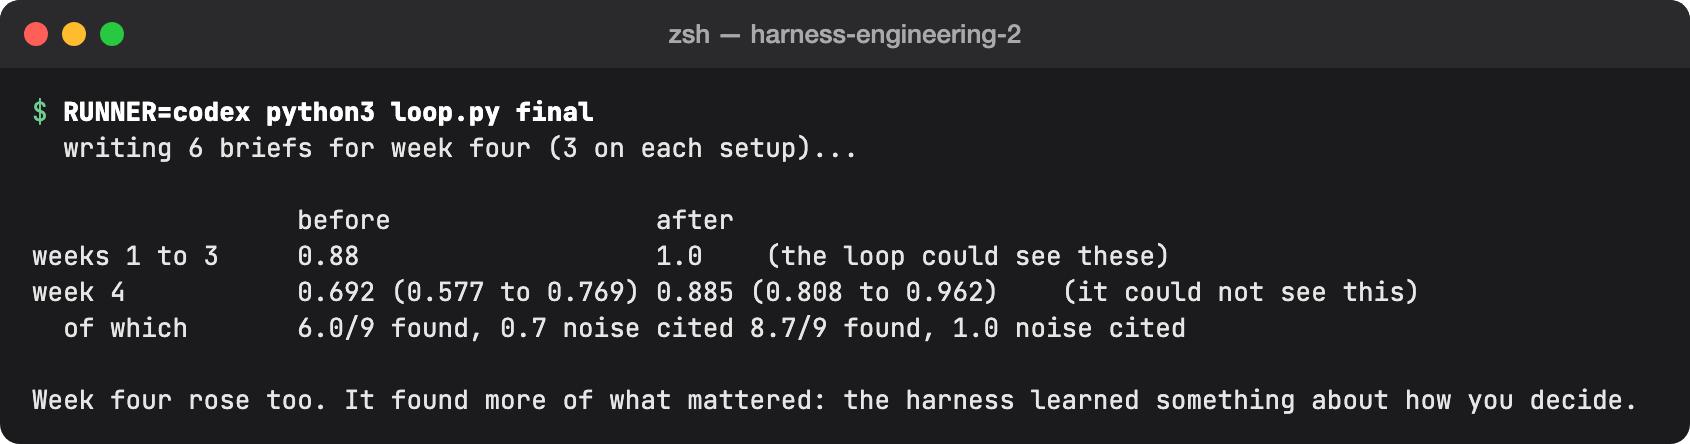 zsh — harness-engineering-2
$ RUNNER=codex python3 loop.py final
writing 6 briefs for week four (3 on each setup)...
before after
weeks 1 to 3 0.88 1.0 (the loop could see these)
week 4 0.692 (0.577 to 0.769) 0.885 (0.808 to 0.962) (it could not see this)
of which 6.0/9 found, 0.7 noise cited 8.7/9 found, 1.0 noise cited
Week four rose too. It found more of what mattered: the harness learned something about how you decide.